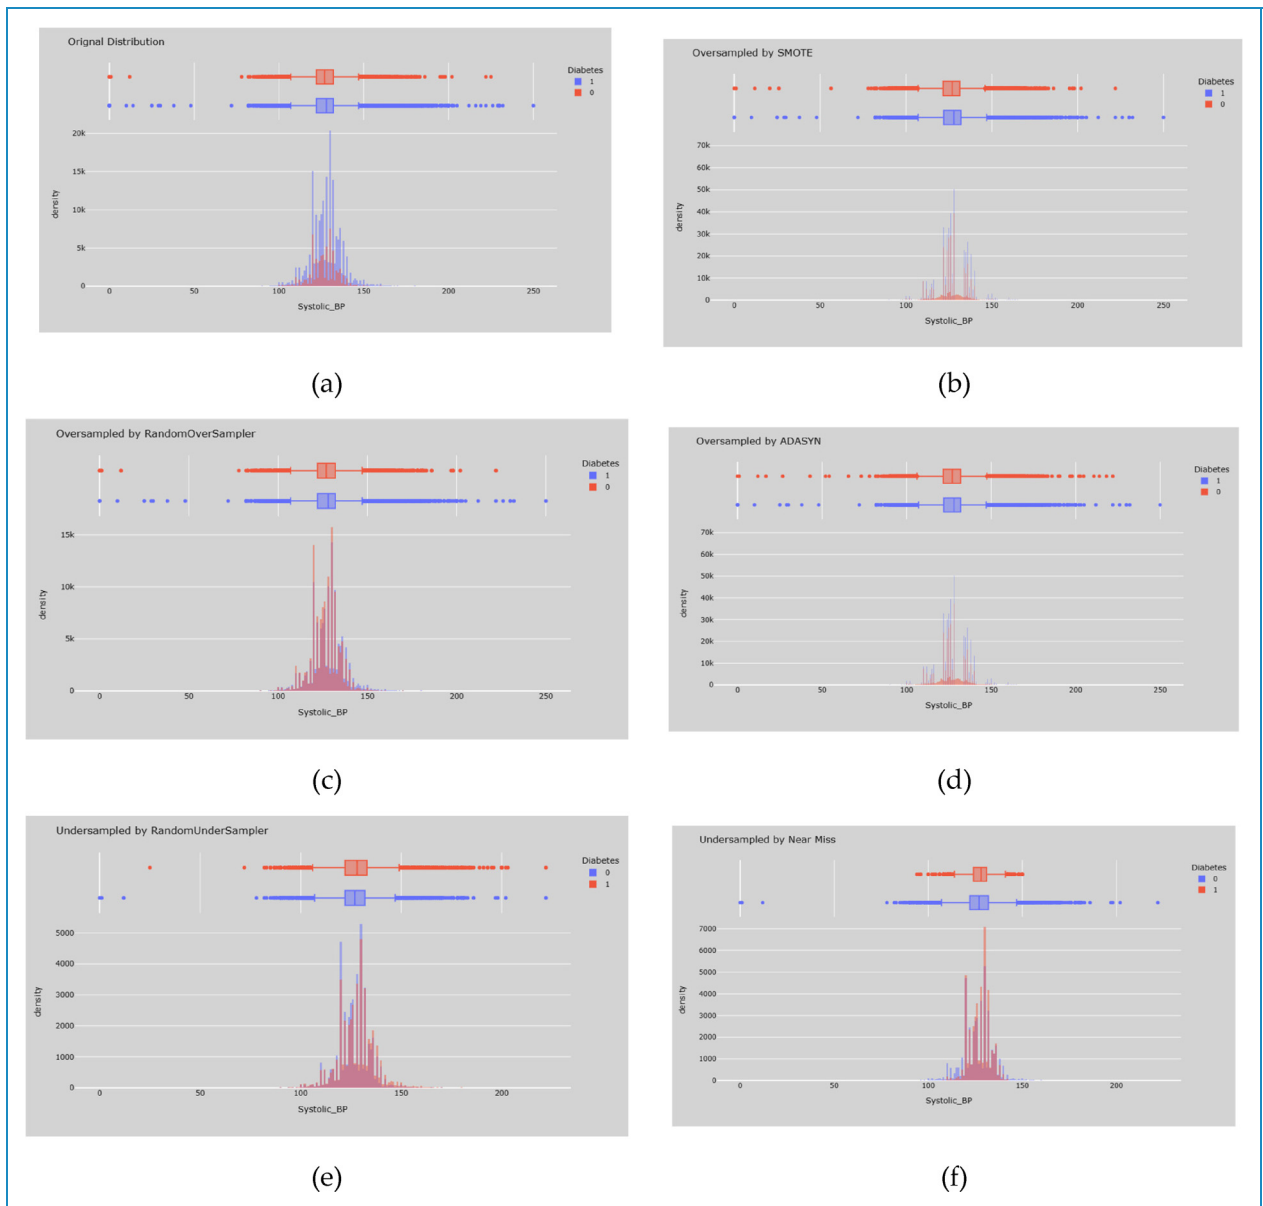 Orignal Distribution
Diabetes
1
0
20k
15k
10k
5k
0
density
0 50 100 150 200 250
Systolic_BP
(a)
Oversampled by SMOTE
Diabetes
1
0
70k
60k
50k
40k
30k
20k
10k
0
density
0 50 100 150 200 250
Systolic_BP
(b)
Oversampled by RandomOverSampler
Diabetes
1
0
15k
10k
5k
0
density
0 50 100 150 200 250
Systolic_BP
(c)
Oversampled by ADASYN
Diabetes
1
0
70k
60k
50k
40k
30k
20k
10k
0
density
0 50 100 150 200 250
Systolic_BP
(d)
Undersampled by RandomUnderSampler
Diabetes
0
1
5000
4000
3000
2000
1000
0
density
0 50 100 150 200
Systolic_BP
(e)
Undersampled by Near Miss
Diabetes
0
1
7000
6000
5000
4000
3000
2000
1000
0
density
0 50 100 150 200
Systolic_BP
(f)